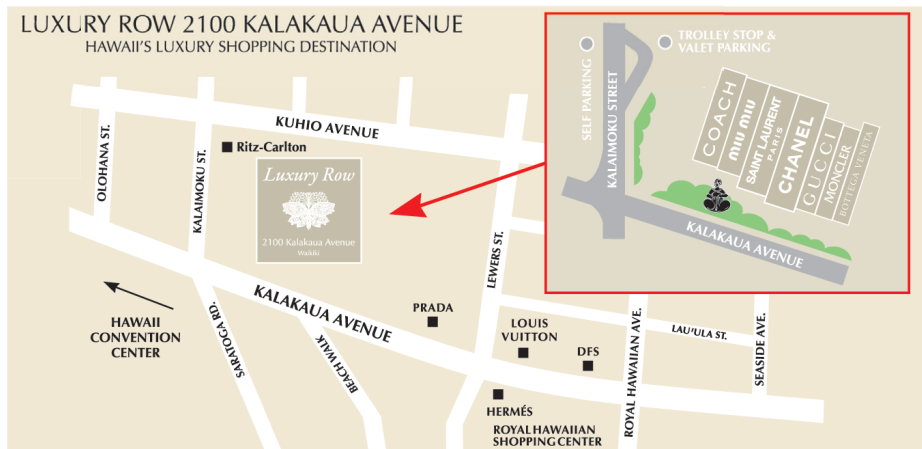 LUXURY ROW 2100 KALAKAUA AVENUE
HAWAII'S LUXURY SHOPPING DESTINATION
KUHIO AVENUE
OLOHANA ST.
KALAIMOKU ST.
Ritz-Carlton
Luxury Row
2100 Kalakaua Avenue
Waikiki
LEWERS ST.
KALAKAUA AVENUE
HAWAII
CONVENTION
CENTER
SARATOGA RD.
BEACH WALK
PRADA
LOUIS
VUITTON
DFS
HERMÉS
ROYAL HAWAIIAN
SHOPPING CENTER
ROYAL HAWAIIAN AVE.
LAU'ULA ST.
SEASIDE AVE.
SELF PARKING
KALAIMOKU STREET
TROLLEY STOP &
VALET PARKING
COACH
miu miu
SAINT LAURENT
PARIS
CHANEL
GUCCI
MONCLER
BOTTEGA VENETA
KALAKAUA AVENUE